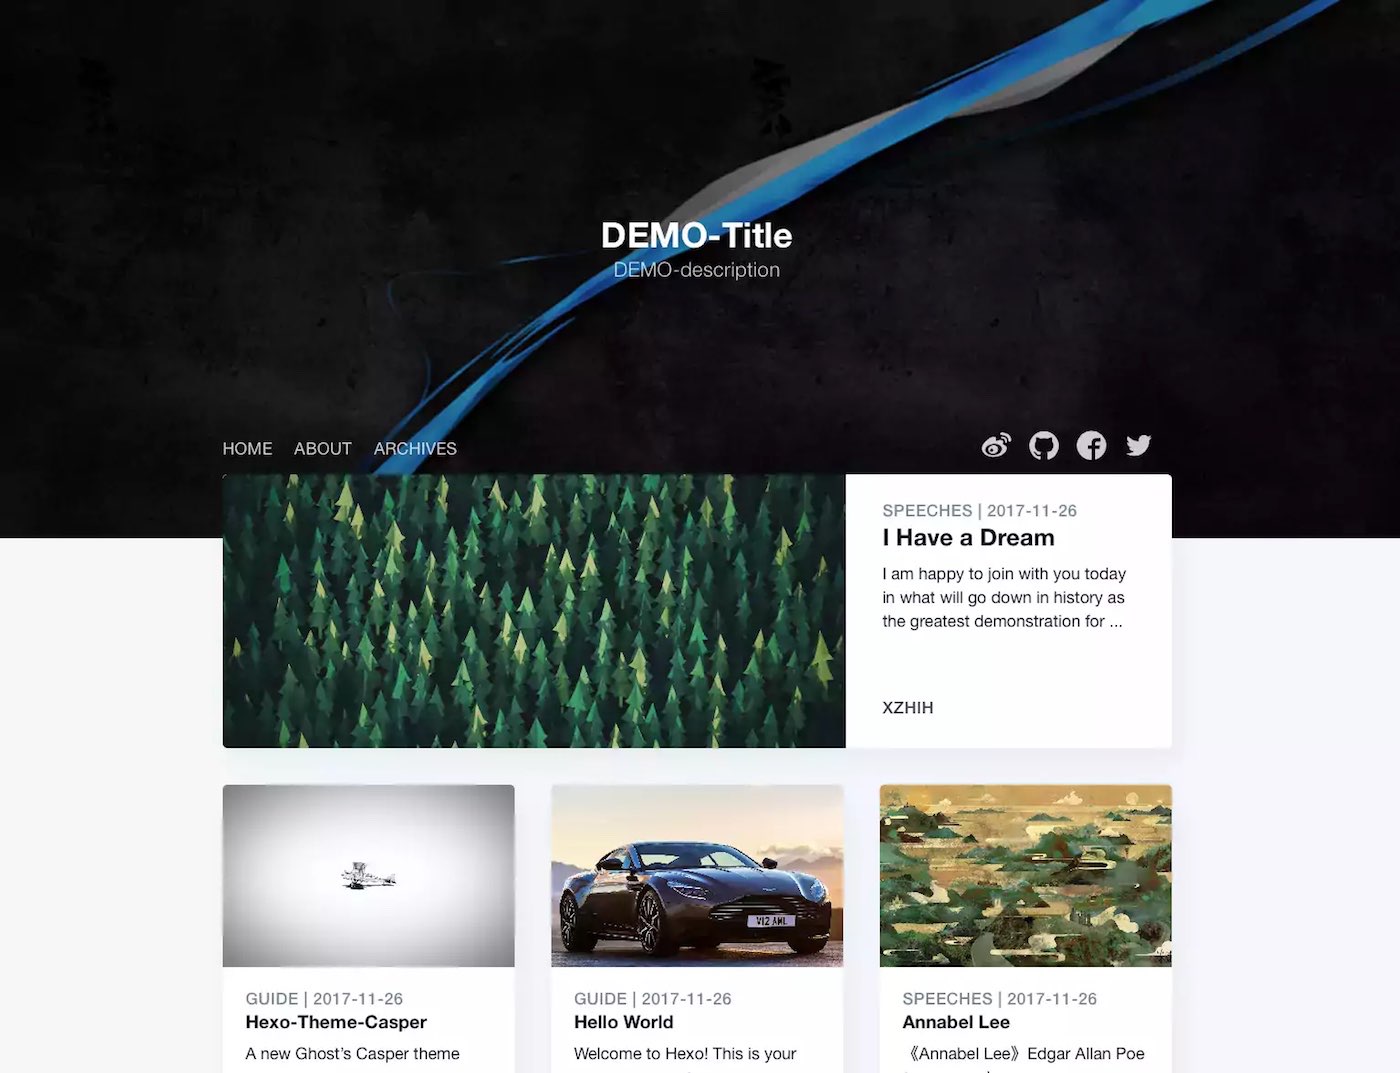 DEMO-Title
DEMO-description
HOME ABOUT ARCHIVES
SPEECHES | 2017-11-26
I Have a Dream
I am happy to join with you today
in what will go down in history as
the greatest demonstration for ...
XZHIH
V12 AML
GUIDE | 2017-11-26
Hexo-Theme-Casper
A new Ghost’s Casper theme
GUIDE | 2017-11-26
Hello World
Welcome to Hexo! This is your
SPEECHES | 2017-11-26
Annabel Lee
《Annabel Lee》Edgar Allan Poe